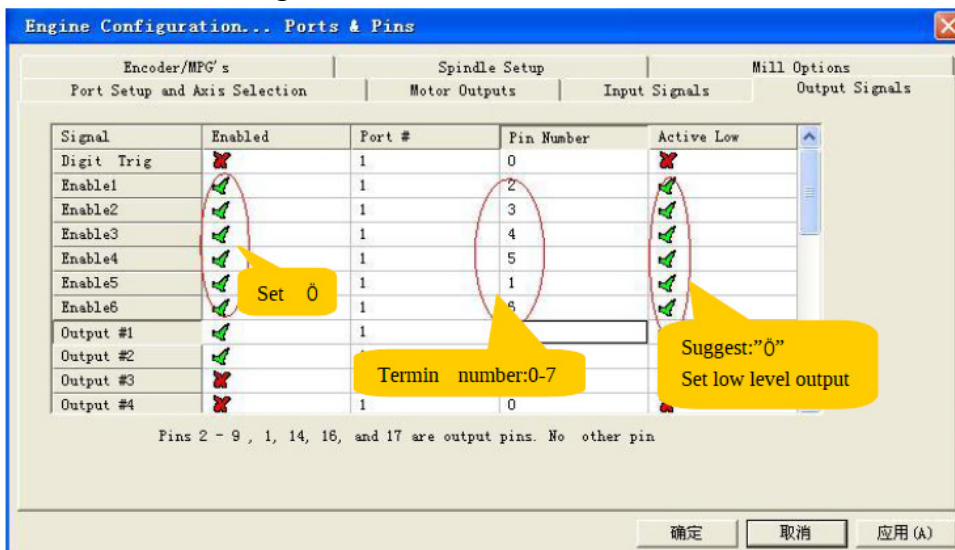 Engine Configuration... Ports & Pins
Encoder/MPG's Spindle Setup Mill Options
Port Setup and Axis Selection Motor Outputs Input Signals Output Signals
Signal Enabled Port # Pin Number Active Low
Digit Trig 1 0
Enable1 1 2
Enable2 1 3
Enable3 1 4
Enable4 1 5
Enable5 1 1
Enable6 1 6
Output #1 1
Output #2
Output #3
Output #4 1 0
Set Ö
Termin number:0-7
Suggest:”Ö”
Set low level output
Pins 2 - 9 , 1, 14, 16, and 17 are output pins. No other pin
确定 取消 应用(A)